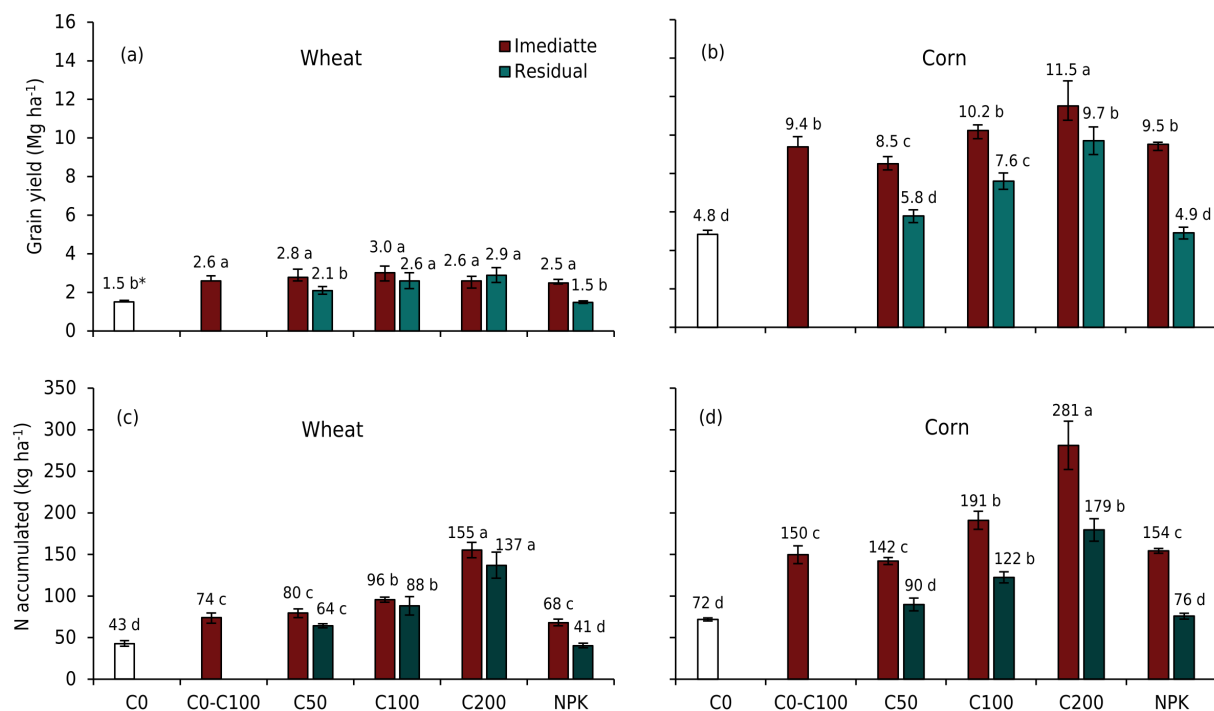 Grain yield (Mg ha-1)
16
14
12
10
8
6
4
2
0
(a)
Wheat
Imediatte
Residual
1.5 b*
2.6 a
2.8 a
2.1 b
3.0 a
2.6 a
2.6 a
2.9 a
2.5 a
1.5 b
(b)
Corn
4.8 d
9.4 b
8.5 c
5.8 d
10.2 b
7.6 c
11.5 a
9.7 b
9.5 b
4.9 d
N accumulated (kg ha-1)
350
300
250
200
150
100
50
0
(c)
Wheat
43 d
74 c
80 c
64 c
96 b
88 b
155 a
137 a
68 c
41 d
C0 C0-C100 C50 C100 C200 NPK
(d)
Corn
72 d
150 c
142 c
90 d
191 b
122 b
281 a
179 b
154 c
76 d
C0 C0-C100 C50 C100 C200 NPK